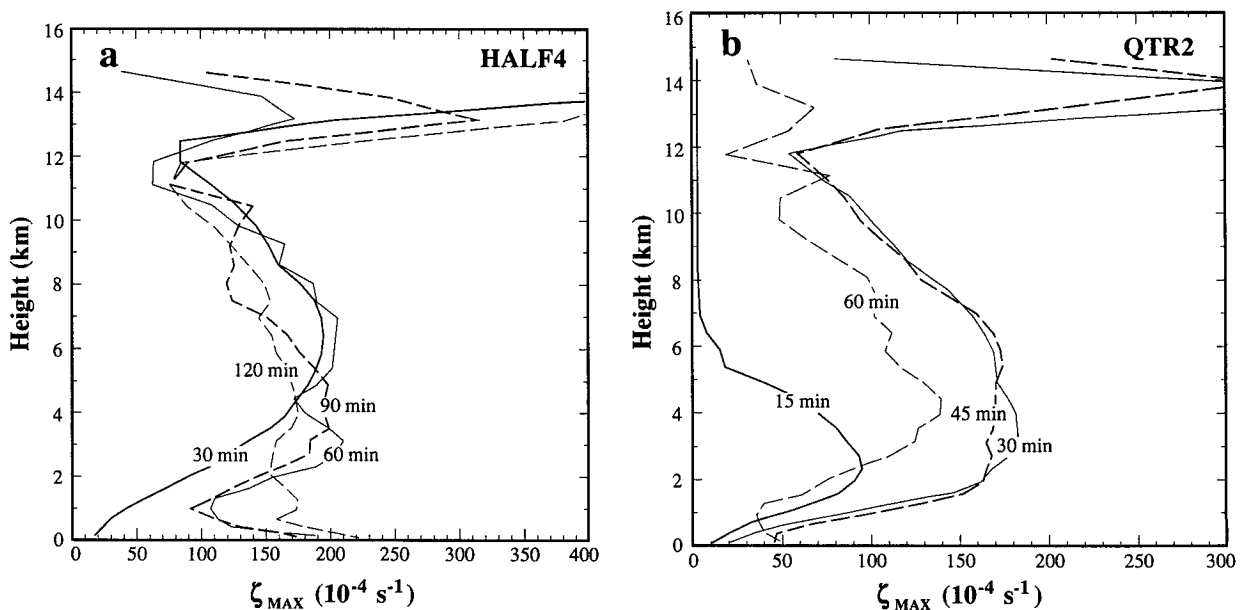 a
HALF4
16
14
12
10
8
6
4
2
0
Height (km)
120 min
90 min
30 min
60 min
0 50 100 150 200 250 300 350 400
ζ MAX (10⁻⁴ s⁻¹)
b
QTR2
16
14
12
10
8
6
4
2
0
Height (km)
60 min
15 min
45 min
30 min
0 50 100 150 200 250 300
ζ MAX (10⁻⁴ s⁻¹)